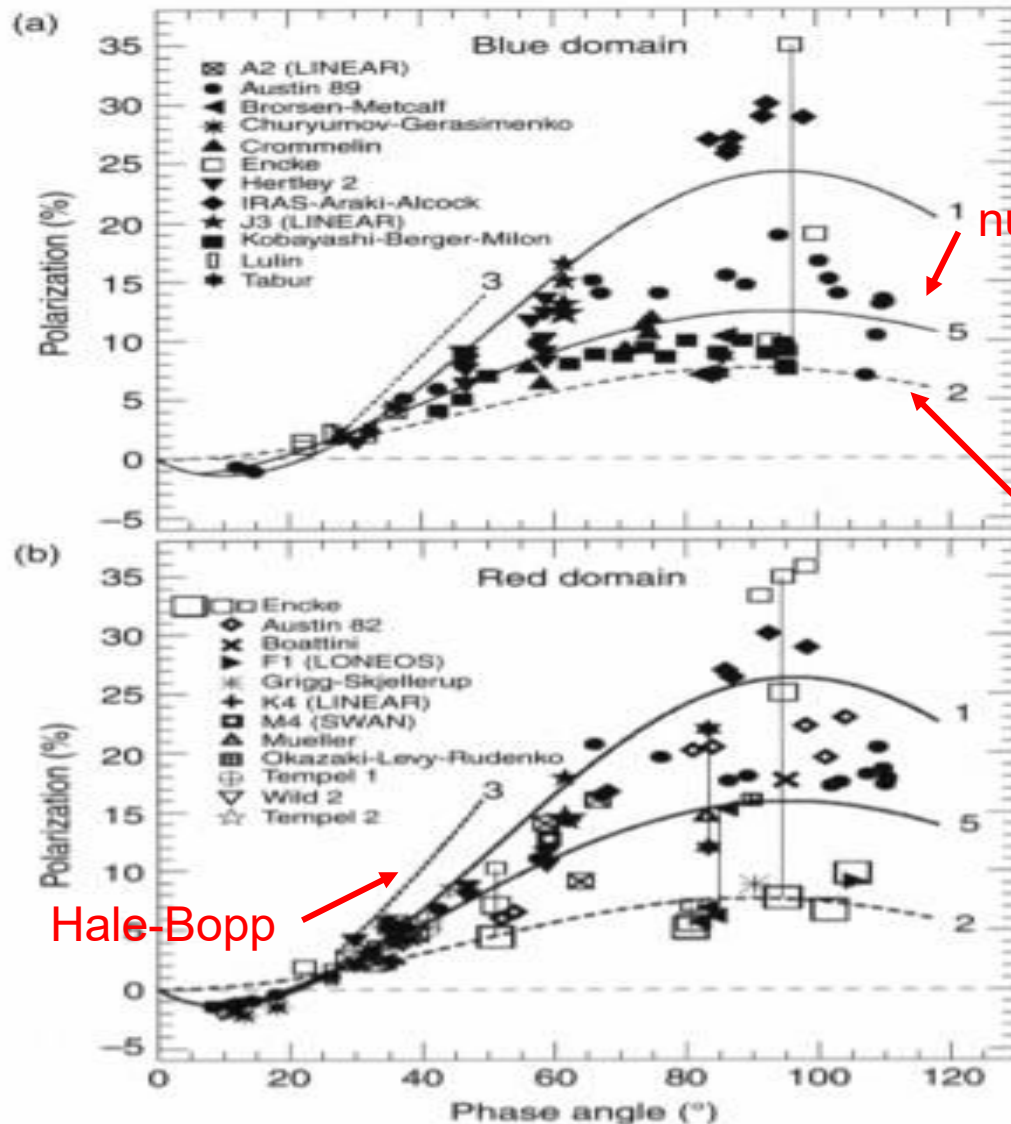 (a)
Blue domain
A2 (LINEAR)
Austin 89
Brorsen-Metcalf
Churyumov-Gerasimenko
Crommelin
Encke
Hertley 2
IRAS-Araki-Alcock
J3 (LINEAR)
Kobayashi-Berger-Milon
Lulin
Tabur
35
30
25
20
15
10
5
0
−5
Polarization (%)
3
1
nu
5
2
(b)
Red domain
Encke
Austin 82
Boattini
F1 (LONEOS)
Grigg-Skjellerup
K4 (LINEAR)
M4 (SWAN)
Mueller
Okazaki-Levy-Rudenko
Tempel 1
Wild 2
Tempel 2
35
30
25
20
15
10
5
0
−5
Polarization (%)
3
1
5
2
Hale-Bopp
0 20 40 60 80 100 120
Phase angle (°)